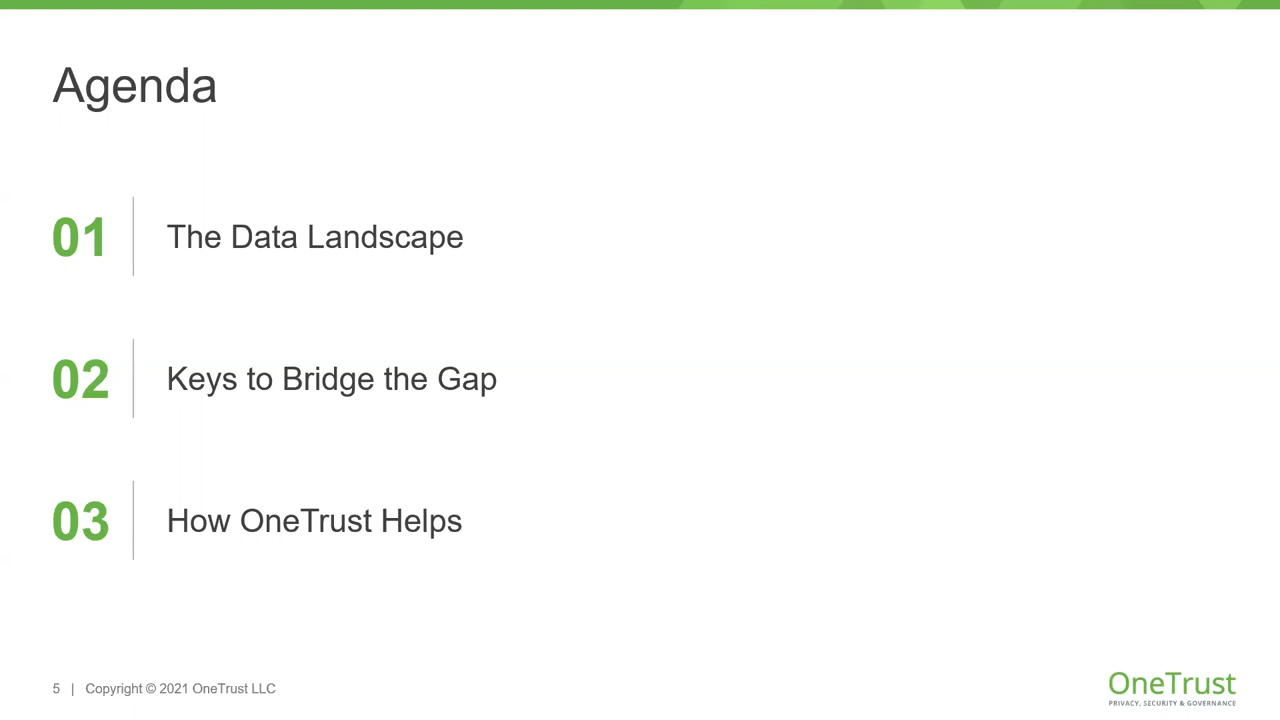 Agenda
01 The Data Landscape
02 Keys to Bridge the Gap
03 How OneTrust Helps
5 | Copyright © 2021 OneTrust LLC
OneTrust
PRIVACY, SECURITY & GOVERNANCE